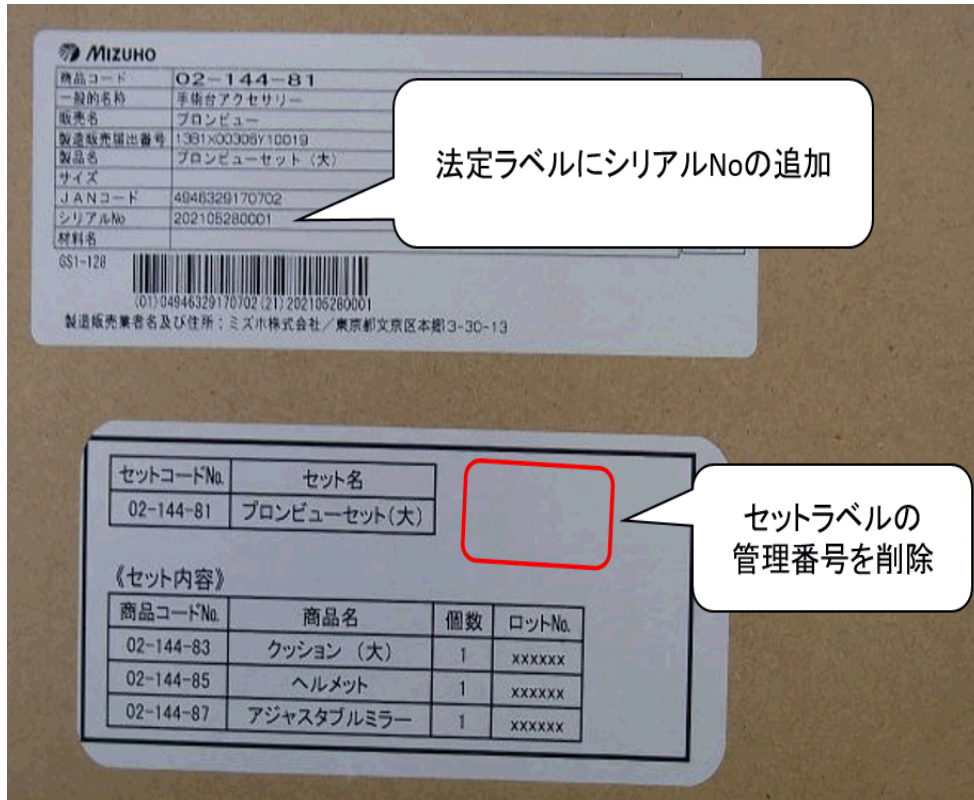 MIZUHO
商品コード 02-144-81
一般的名称 手術台アクセサリー
販売名 プロンビュー
製造販売届出番号 13B1X00306Y10019
製品名 プロンビューセット(大)
サイズ
JANコード 4946329170702
シリアルNo 202105280001
材料名
GS1-128
(01)04946329170702(21)202105280001
製造販売業者名及び住所:ミズホ株式会社/東京都文京区本郷3-30-13
法定ラベルにシリアルNoの追加
セットコードNo. セット名
02-144-81 プロンビューセット(大)
セットラベルの
管理番号を削除
《セット内容》
商品コードNo. 商品名 個数 ロットNo.
02-144-83 クッション (大) 1 xxxxxx
02-144-85 ヘルメット 1 xxxxxx
02-144-87 アジャスタブルミラー 1 xxxxxx